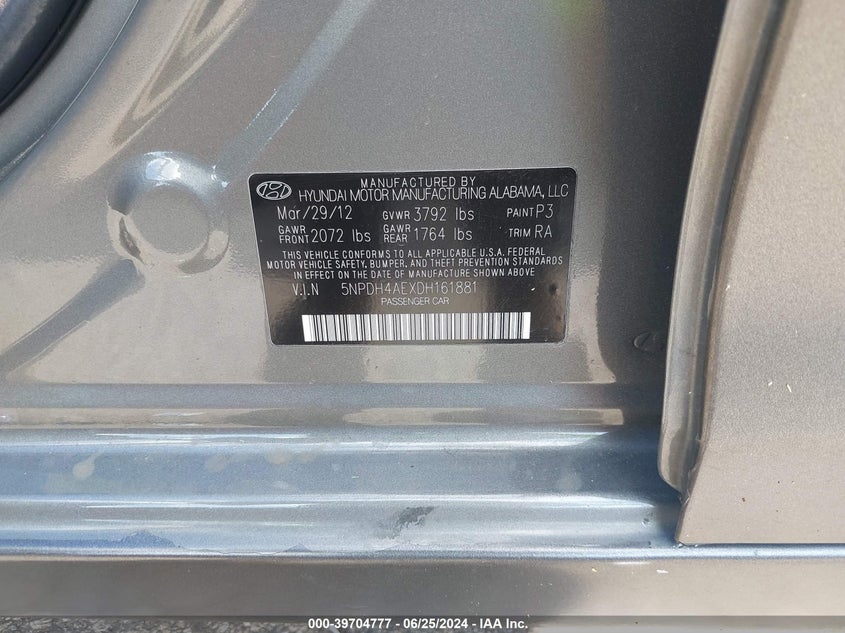 MANUFACTURED BY
HYUNDAI MOTOR MANUFACTURING ALABAMA, LLC
Mar/29/12 GVWR 3792 lbs PAINT P3
GAWR FRONT 2072 lbs GAWR REAR 1764 lbs TRIM RA
THIS VEHICLE CONFORMS TO ALL APPLICABLE U.S.A. FEDERAL
MOTOR VEHICLE SAFETY, BUMPER, AND THEFT PREVENTION STANDARDS
IN EFFECT ON THE DATE OF MANUFACTURE SHOWN ABOVE
V.I.N 5NPDH4AEXDH161881
PASSENGER CAR
000-39704777 - 06/25/2024 - IAA Inc.